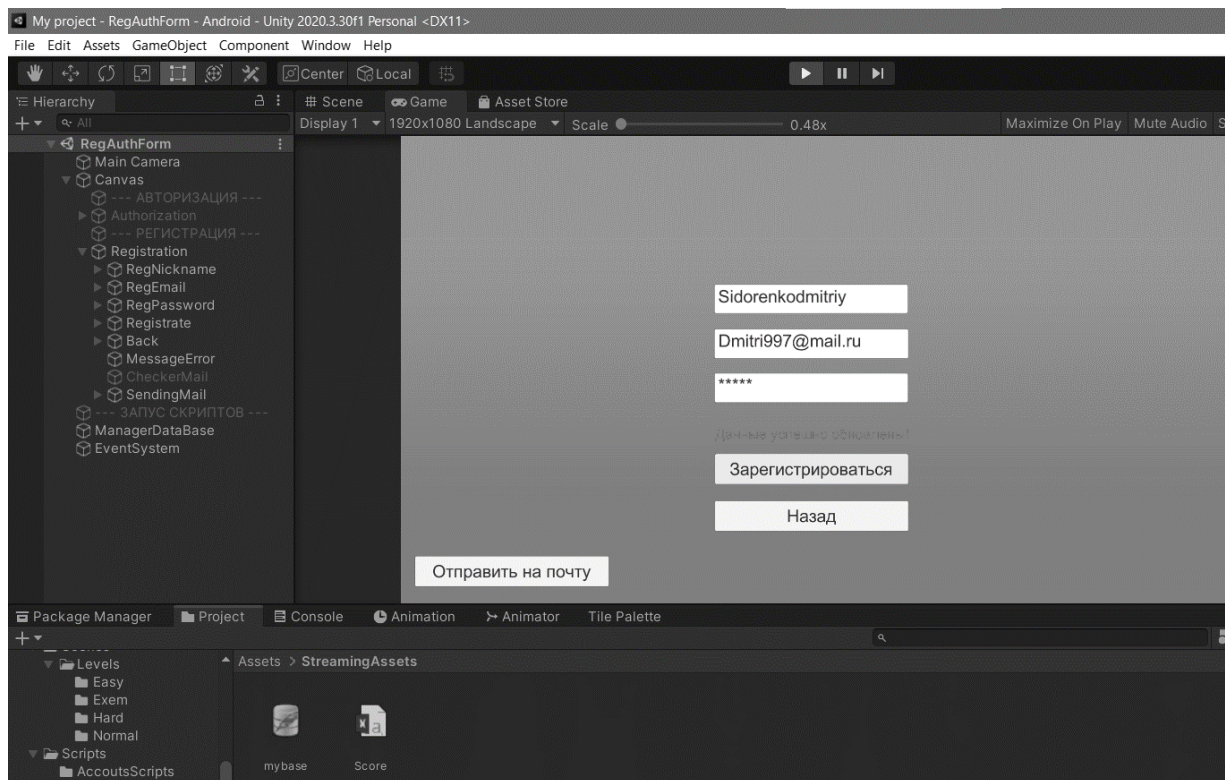 My project - RegAuthForm - Android - Unity 2020.3.30f1 Personal <DX11>
File Edit Assets GameObject Component Window Help
Center Local
Hierarchy
# Scene Game Asset Store
All
Display 1 1920x1080 Landscape Scale 0.48x Maximize On Play Mute Audio S
RegAuthForm
Main Camera
Canvas
--- АВТОРИЗАЦИЯ ---
Authorization
--- РЕГИСТРАЦИЯ ---
Registration
RegNickname
RegEmail
RegPassword
Registrate
Back
MessageError
CheckerMail
SendingMail
--- ЗАПУС СКРИПТОВ ---
ManagerDataBase
EventSystem
Sidorenkodmitriy
Dmitri997@mail.ru
*****
Данные успешно обновлены!
Зарегистрироваться
Назад
Отправить на почту
Package Manager Project Console Animation Animator Tile Palette
Levels
Easy
Exem
Hard
Normal
Scripts
AccoutsScripts
Assets > StreamingAssets
mybase Score